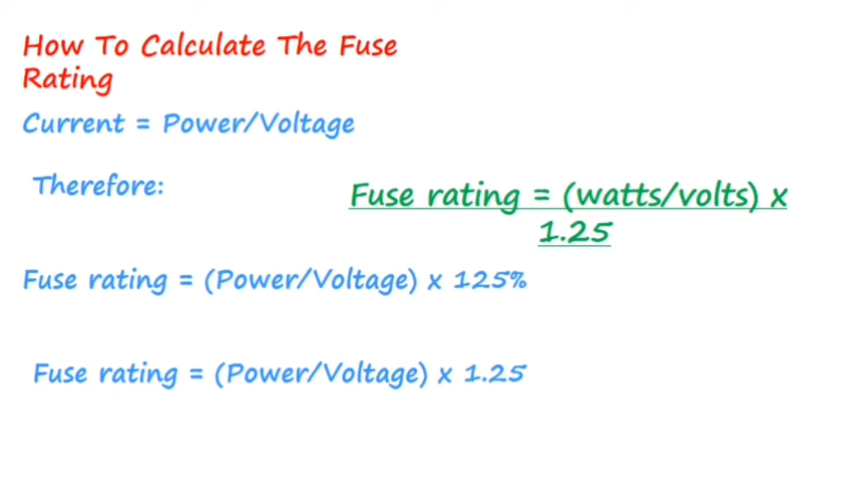 How To Calculate The Fuse
Rating
Current = Power/Voltage
Therefore:
Fuse rating = (watts/volts) x
1.25
Fuse rating = (Power/Voltage) x 125%
Fuse rating = (Power/Voltage) x 1.25